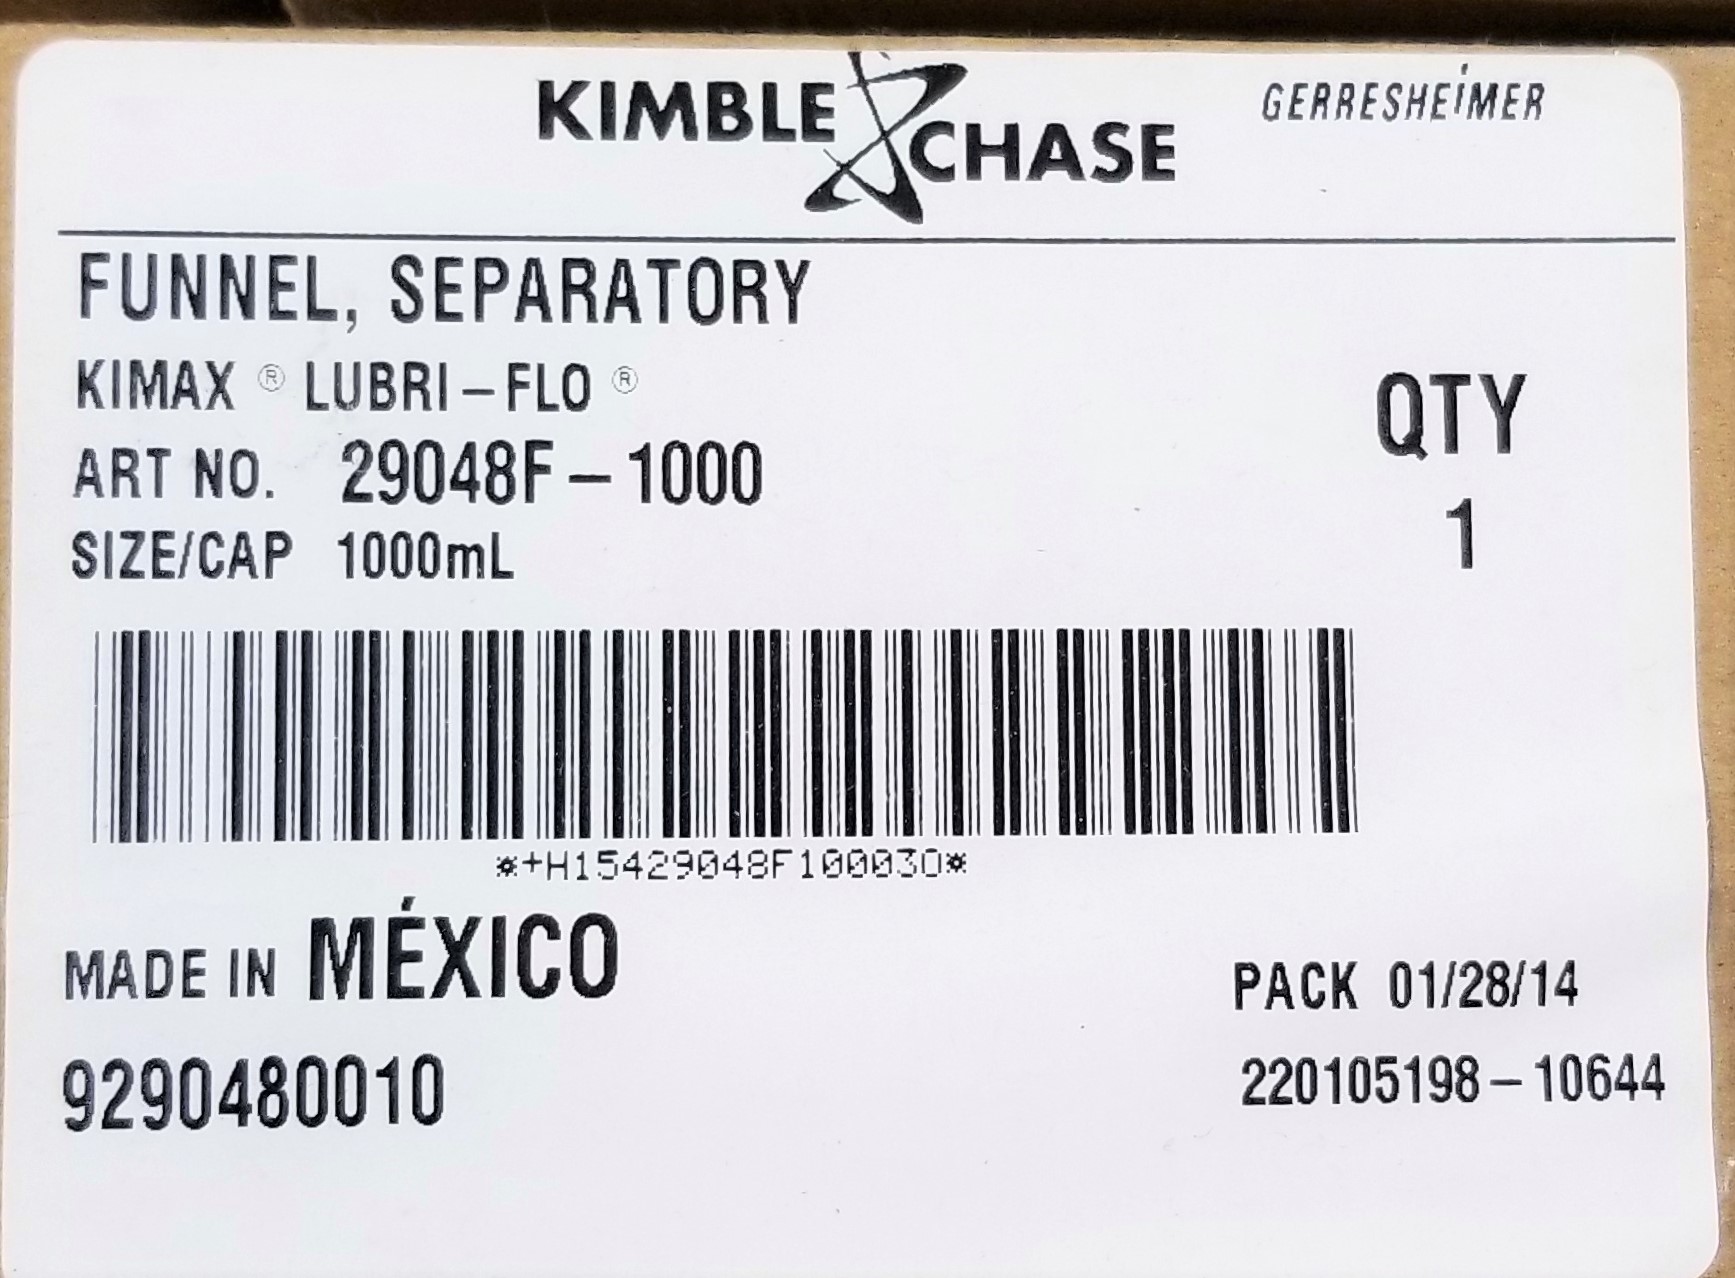 KIMBLE CHASE
GERRESHEIMER
FUNNEL, SEPARATORY
KIMAX ® LUBRI-FLO ®
ART NO. 29048F-1000
SIZE/CAP 1000mL
QTY
1
*+H15429048F10003O*
MADE IN MÉXICO
9290480010
PACK 01/28/14
220105198-10644